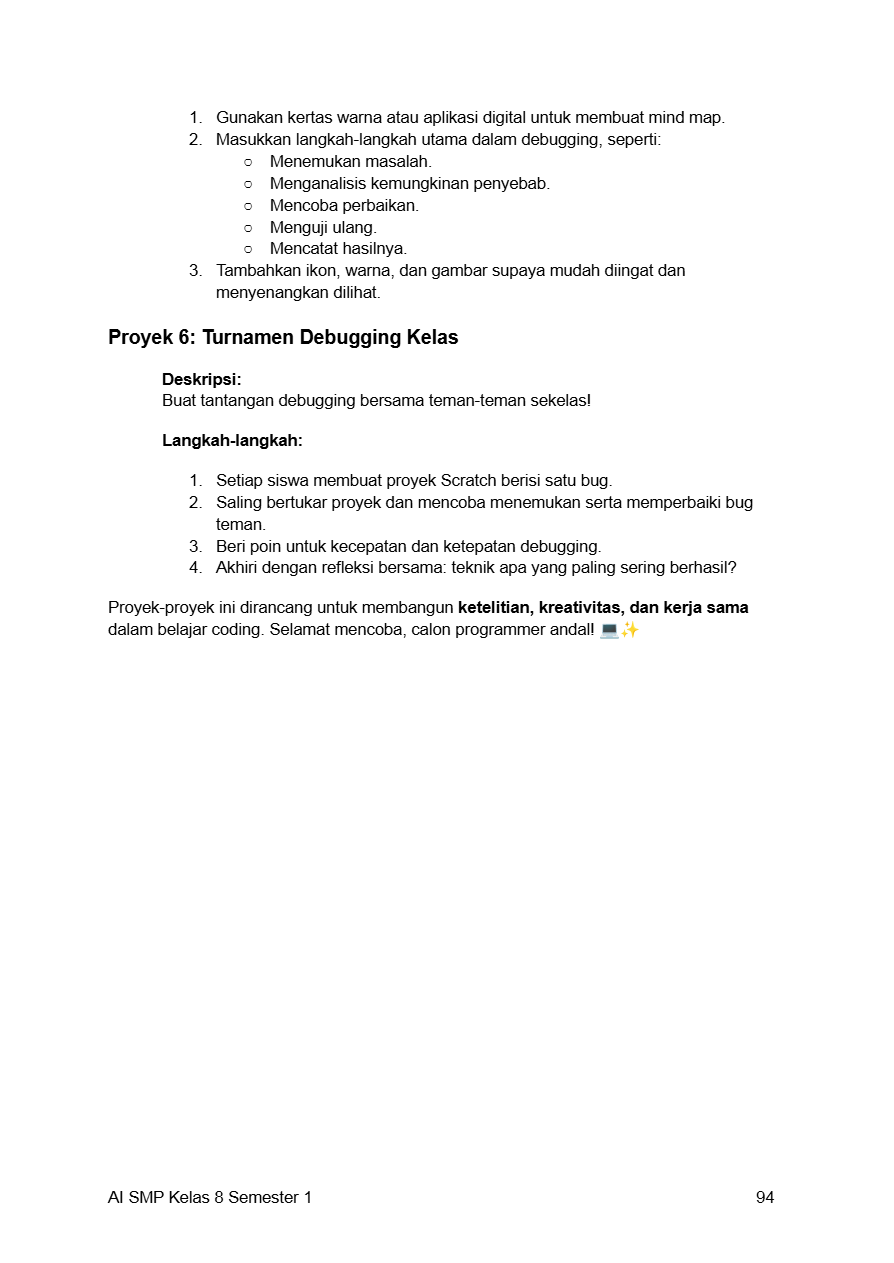 1. Gunakan kertas warna atau aplikasi digital untuk membuat mind map.
2. Masukkan langkah-langkah utama dalam debugging, seperti:
○ Menemukan masalah.
○ Menganalisis kemungkinan penyebab.
○ Mencoba perbaikan.
○ Menguji ulang.
○ Mencatat hasilnya.
3. Tambahkan ikon, warna, dan gambar supaya mudah diingat dan
menyenangkan dilihat.
Proyek 6: Turnamen Debugging Kelas
Deskripsi:
Buat tantangan debugging bersama teman-teman sekelas!
Langkah-langkah:
1. Setiap siswa membuat proyek Scratch berisi satu bug.
2. Saling bertukar proyek dan mencoba menemukan serta memperbaiki bug
teman.
3. Beri poin untuk kecepatan dan ketepatan debugging.
4. Akhiri dengan refleksi bersama: teknik apa yang paling sering berhasil?
Proyek-proyek ini dirancang untuk membangun ketelitian, kreativitas, dan kerja sama
dalam belajar coding. Selamat mencoba, calon programmer andal! 💻✨
AI SMP Kelas 8 Semester 1 94